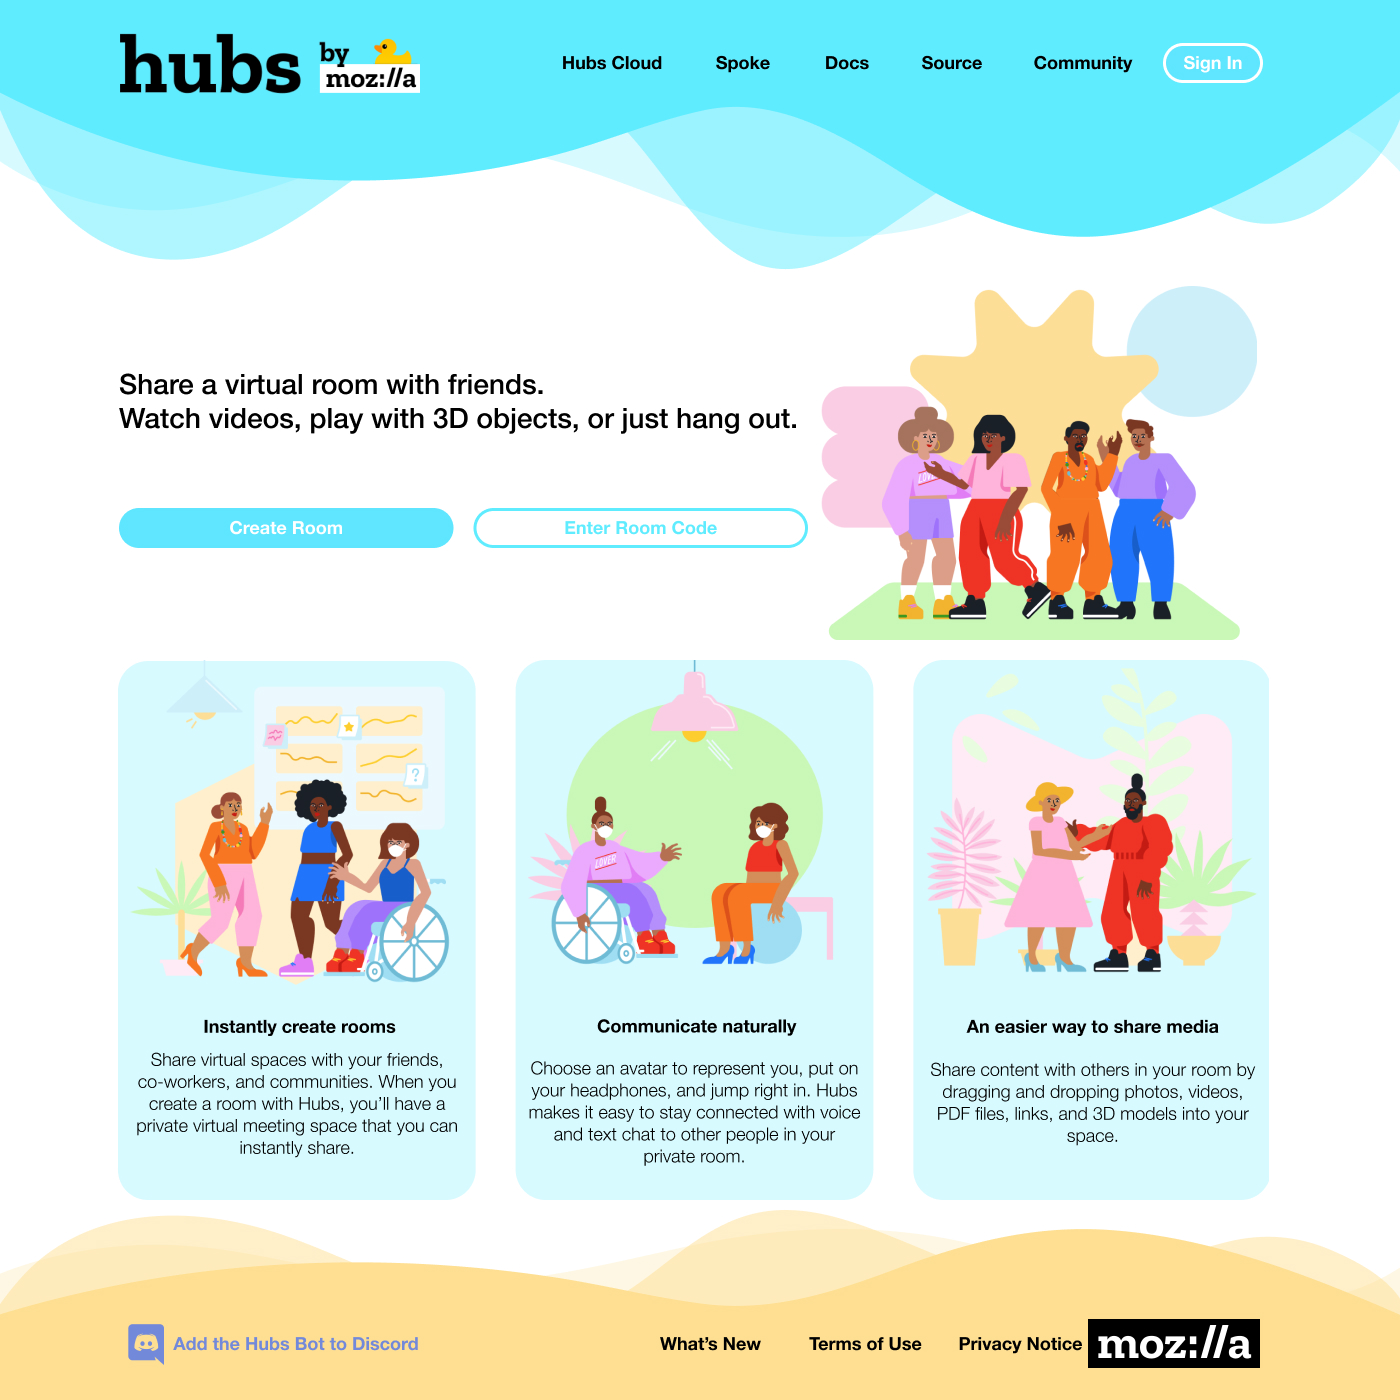 hubs by
moz://a
Hubs Cloud
Spoke
Docs
Source
Community
Sign In
Share a virtual room with friends.
Watch videos, play with 3D objects, or just hang out.
Create Room
Enter Room Code
LOVE
?
Instantly create rooms
Share virtual spaces with your friends,
co-workers, and communities. When you
create a room with Hubs, you’ll have a
private virtual meeting space that you can
instantly share.
LOVER
Communicate naturally
Choose an avatar to represent you, put on
your headphones, and jump right in. Hubs
makes it easy to stay connected with voice
and text chat to other people in your
private room.
An easier way to share media
Share content with others in your room by
dragging and dropping photos, videos,
PDF files, links, and 3D models into your
space.
Add the Hubs Bot to Discord
What’s New
Terms of Use
Privacy Notice
moz://a